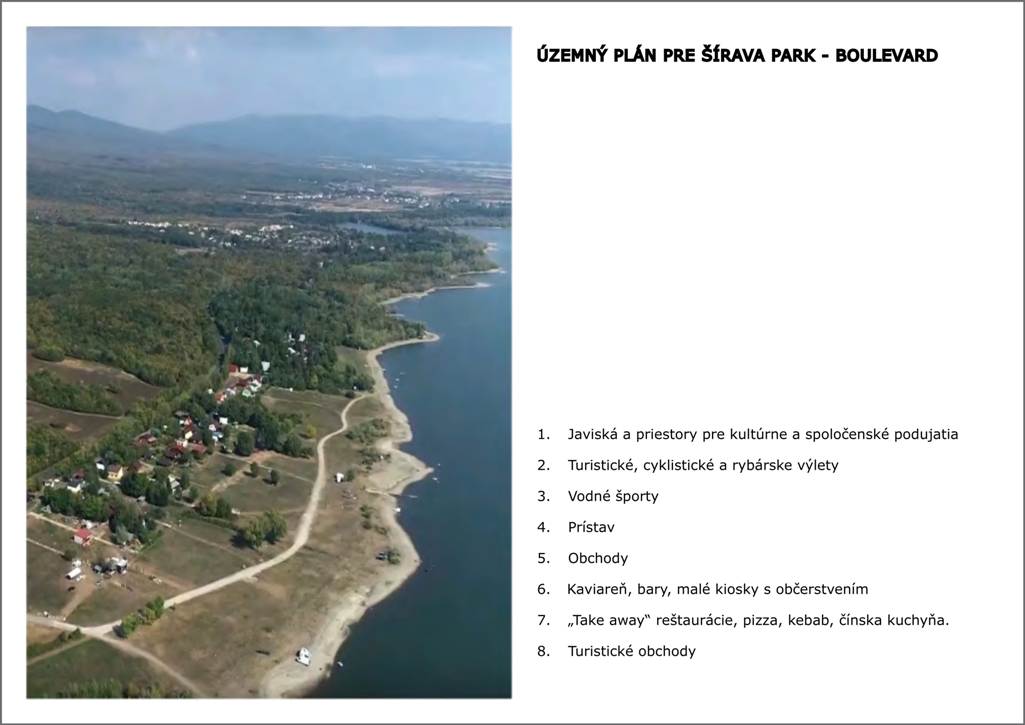 ÚZEMNÝ PLÁN PRE ŠÍRAVA PARK - BOULEVARD
1. Javiská a priestory pre kultúrne a spoločenské podujatia
2. Turistické, cyklistické a rybárske výlety
3. Vodné športy
4. Prístav
5. Obchody
6. Kaviareň, bary, malé kiosky s občerstvením
7. „Take away“ reštaurácie, pizza, kebab, čínska kuchyňa.
8. Turistické obchody